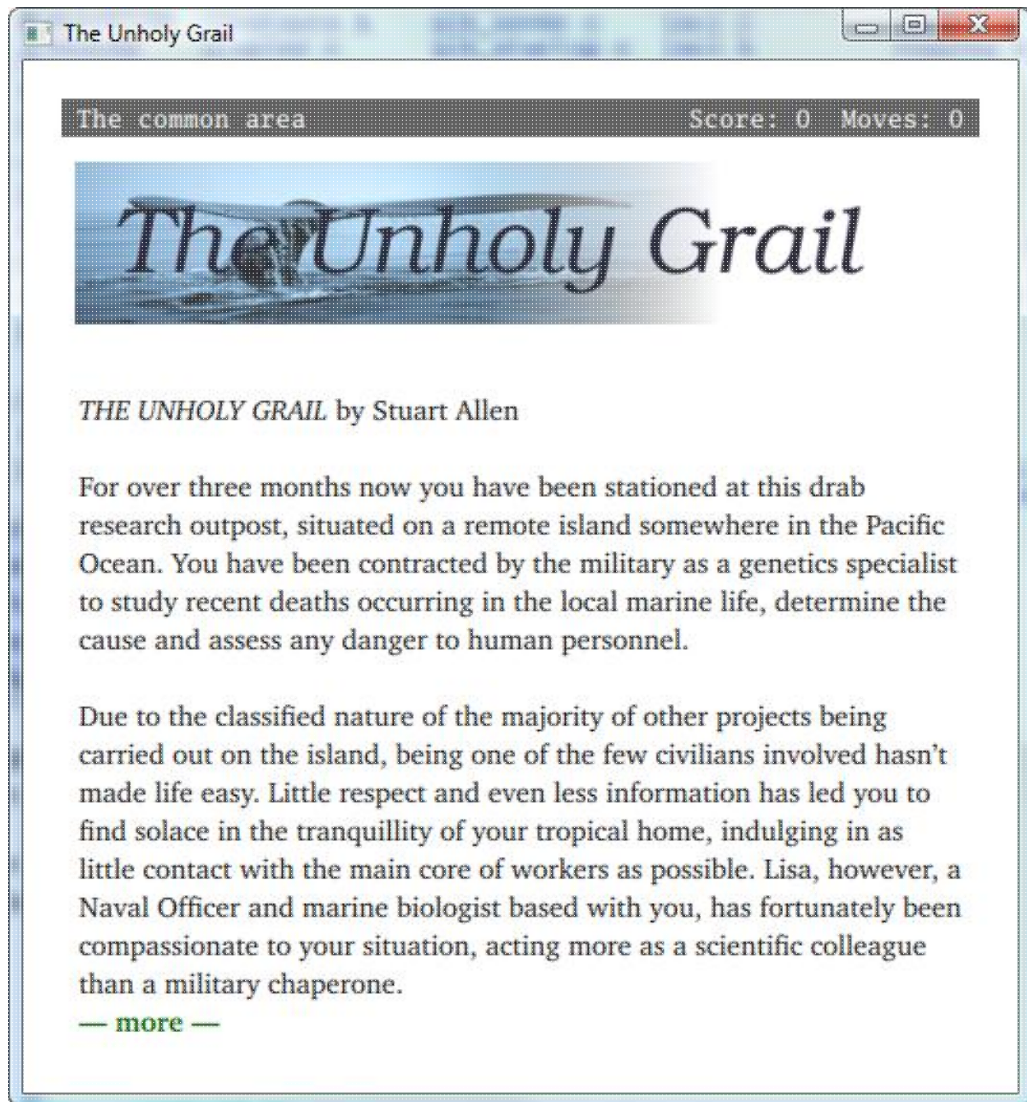 The Unholy Grail
The common area Score: 0 Moves: 0
The Unholy Grail
THE UNHOLY GRAIL by Stuart Allen
For over three months now you have been stationed at this drab
research outpost, situated on a remote island somewhere in the Pacific
Ocean. You have been contracted by the military as a genetics specialist
to study recent deaths occurring in the local marine life, determine the
cause and assess any danger to human personnel.
Due to the classified nature of the majority of other projects being
carried out on the island, being one of the few civilians involved hasn’t
made life easy. Little respect and even less information has led you to
find solace in the tranquillity of your tropical home, indulging in as
little contact with the main core of workers as possible. Lisa, however, a
Naval Officer and marine biologist based with you, has fortunately been
compassionate to your situation, acting more as a scientific colleague
than a military chaperone.
— more —